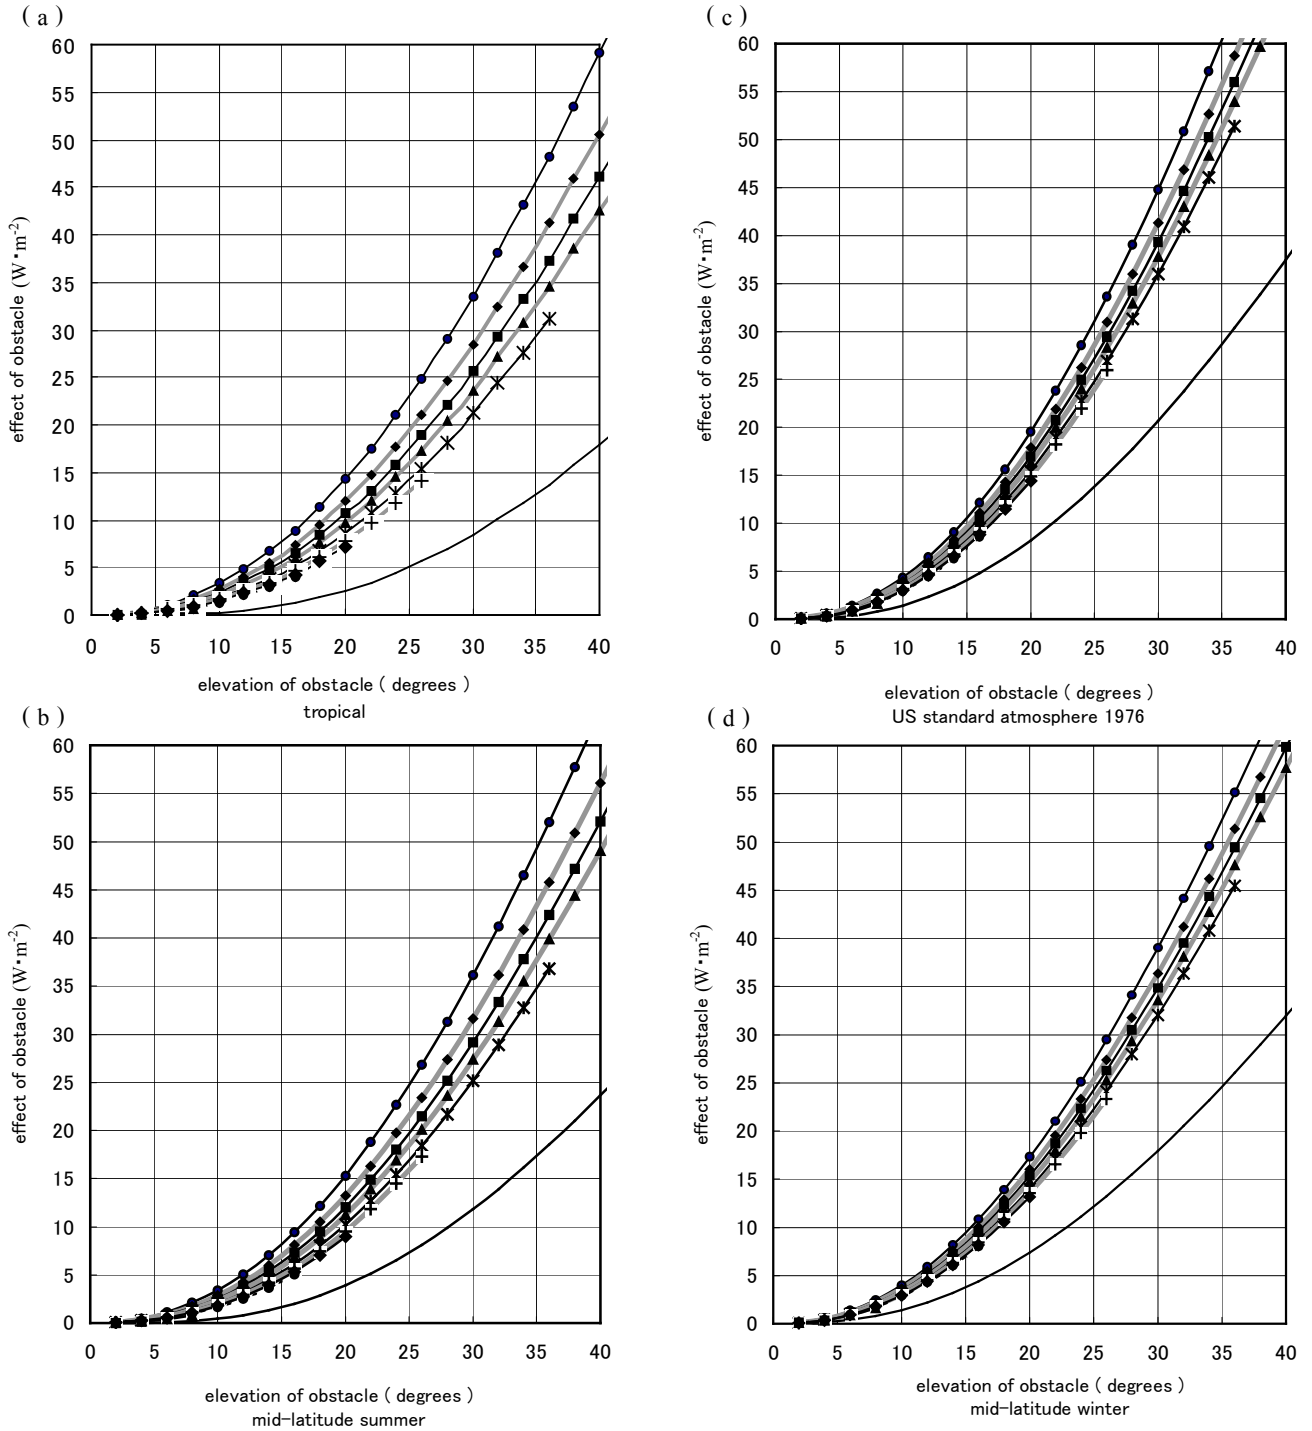 ( a )
60
55
50
45
40
35
30
25
20
15
10
5
0
effect of obstacle (W・m-2)
0 5 10 15 20 25 30 35 40
elevation of obstacle ( degrees )
tropical
( c )
60
55
50
45
40
35
30
25
20
15
10
5
0
effect of obstacle (W・m-2)
0 5 10 15 20 25 30 35 40
elevation of obstacle ( degrees )
US standard atmosphere 1976
( b )
60
55
50
45
40
35
30
25
20
15
10
5
0
effect of obstacle (W・m-2)
0 5 10 15 20 25 30 35 40
elevation of obstacle ( degrees )
mid-latitude summer
( d )
60
55
50
45
40
35
30
25
20
15
10
5
0
effect of obstacle (W・m-2)
0 5 10 15 20 25 30 35 40
elevation of obstacle ( degrees )
mid-latitude winter